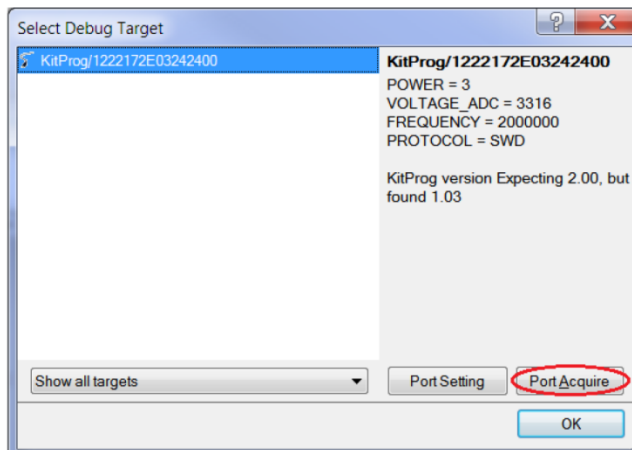 Select Debug Target
KitProg/1222172E03242400
KitProg/1222172E03242400
POWER = 3
VOLTAGE_ADC = 3316
FREQUENCY = 2000000
PROTOCOL = SWD
KitProg version Expecting 2.00, but
found 1.03
Show all targets
Port Setting
Port Acquire
OK